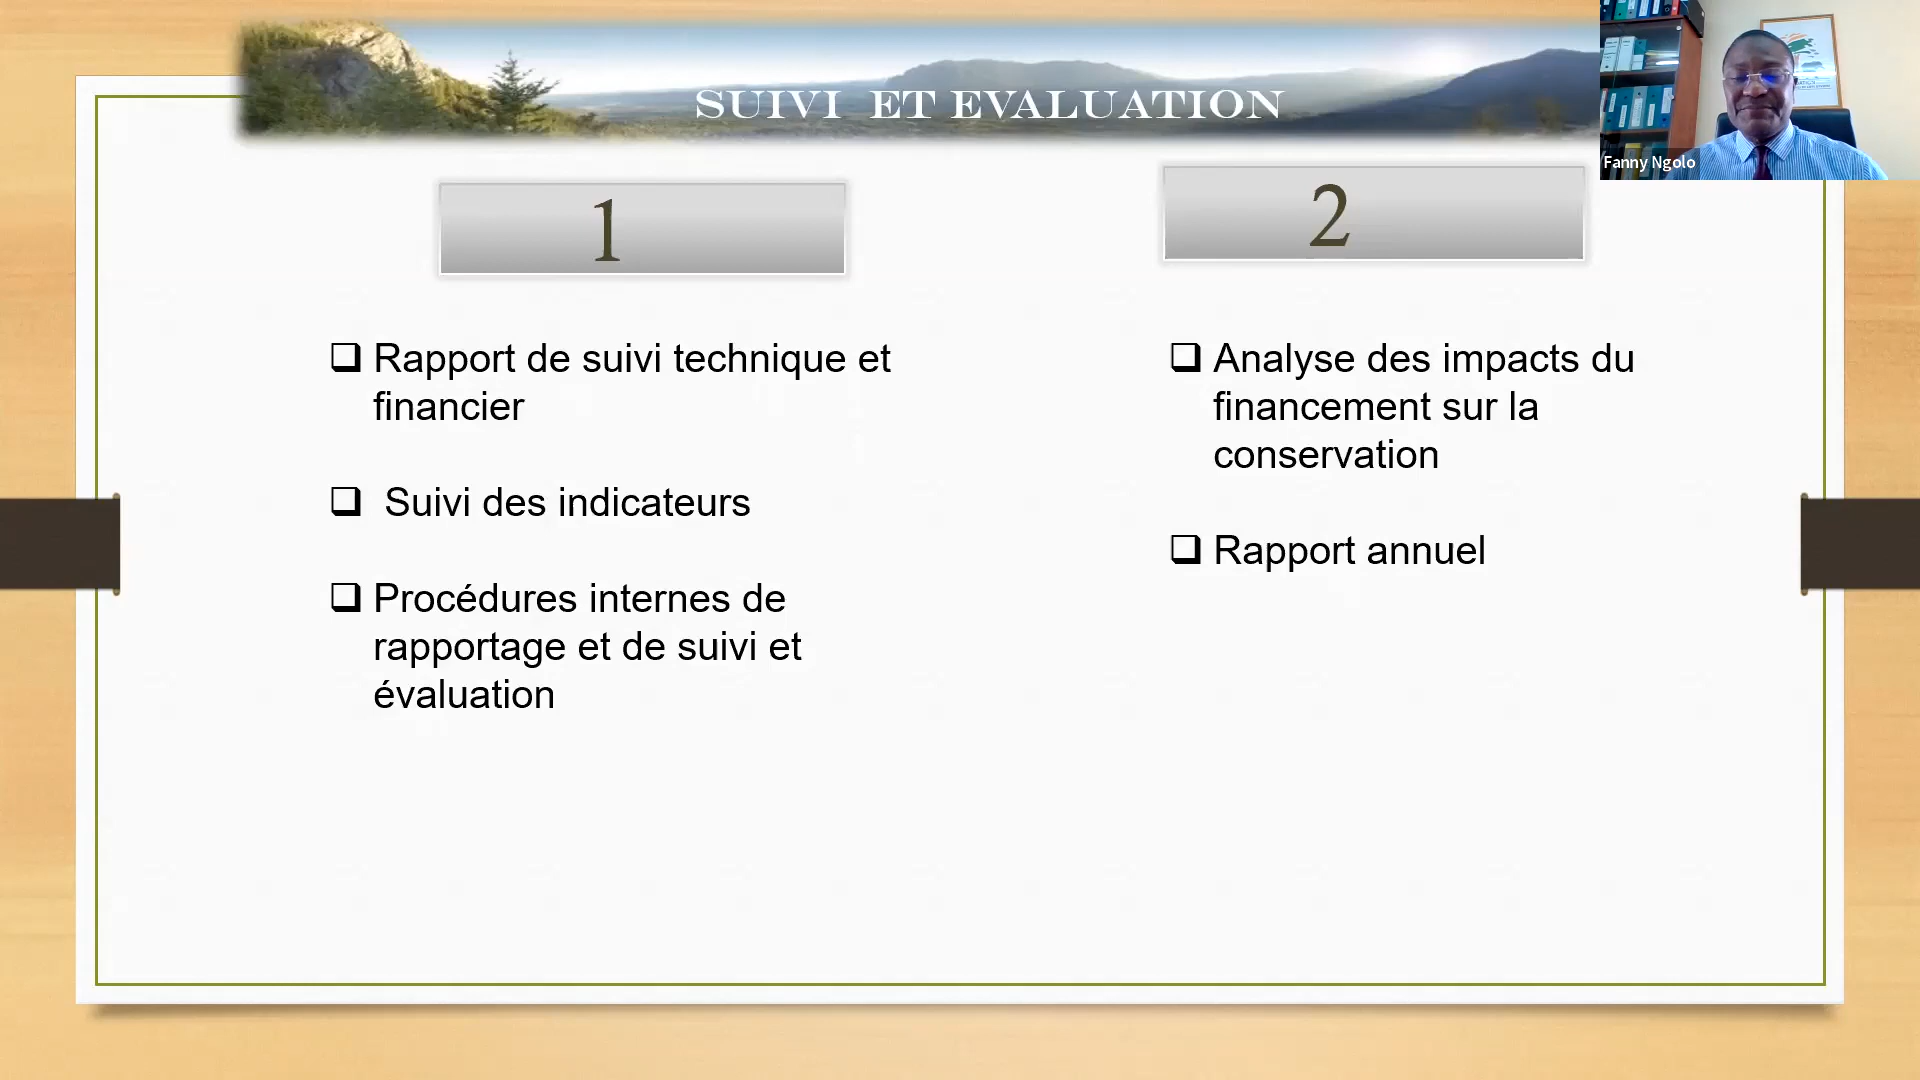 SUIVI ET EVALUATION
Fanny Ngolo
1
❑ Rapport de suivi technique et
financier
❑ Suivi des indicateurs
❑ Procédures internes de
rapportage et de suivi et
évaluation
2
❑ Analyse des impacts du
financement sur la
conservation
❑ Rapport annuel